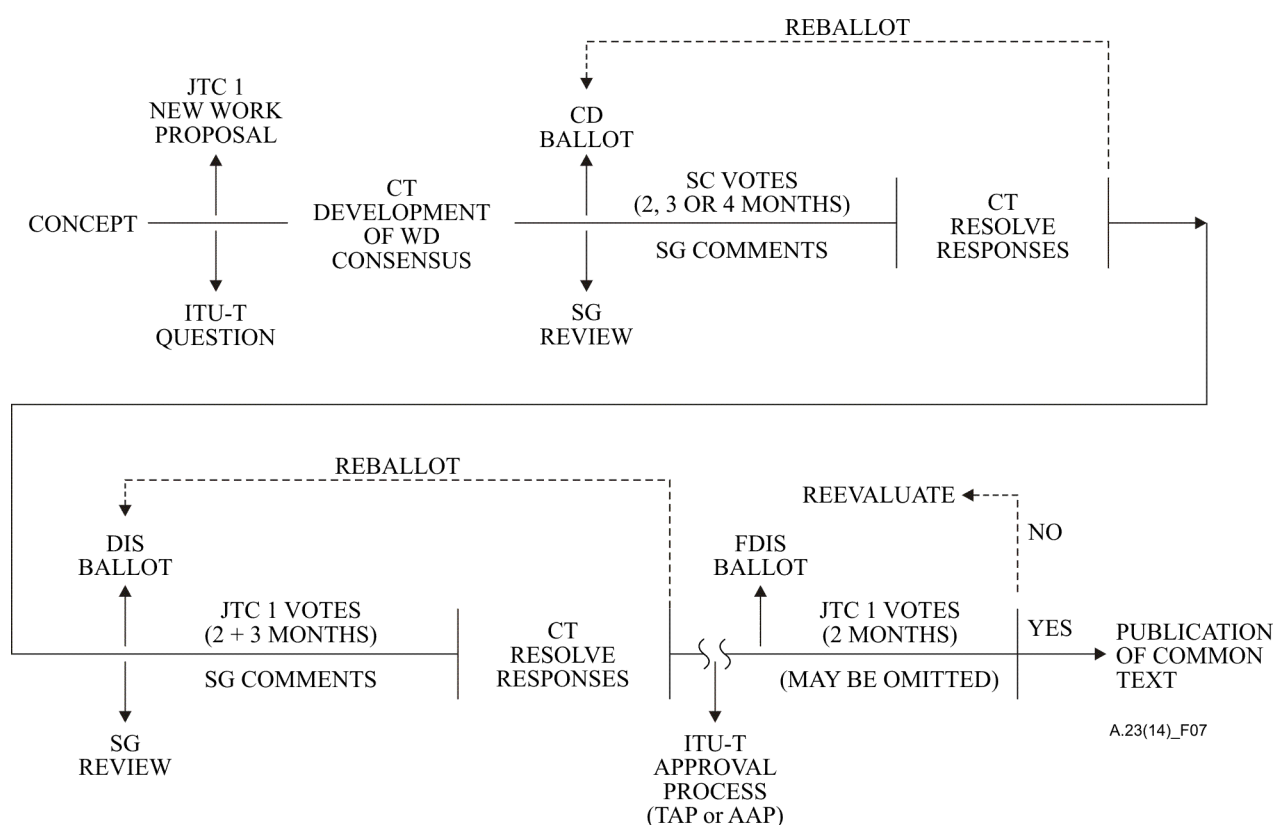 REBALLOT
JTC 1
NEW WORK
PROPOSAL
CD
BALLOT
CONCEPT
CT
DEVELOPMENT
OF WD
CONSENSUS
SC VOTES
(2, 3 OR 4 MONTHS)
SG COMMENTS
CT
RESOLVE
RESPONSES
ITU-T
QUESTION
SG
REVIEW
REBALLOT
REEVALUATE
NO
DIS
BALLOT
FDIS
BALLOT
JTC 1 VOTES
(2 + 3 MONTHS)
SG COMMENTS
CT
RESOLVE
RESPONSES
JTC 1 VOTES
(2 MONTHS)
(MAY BE OMITTED)
YES
PUBLICATION
OF COMMON
TEXT
SG
REVIEW
ITU-T
APPROVAL
PROCESS
(TAP or AAP)
A.23(14)_F07